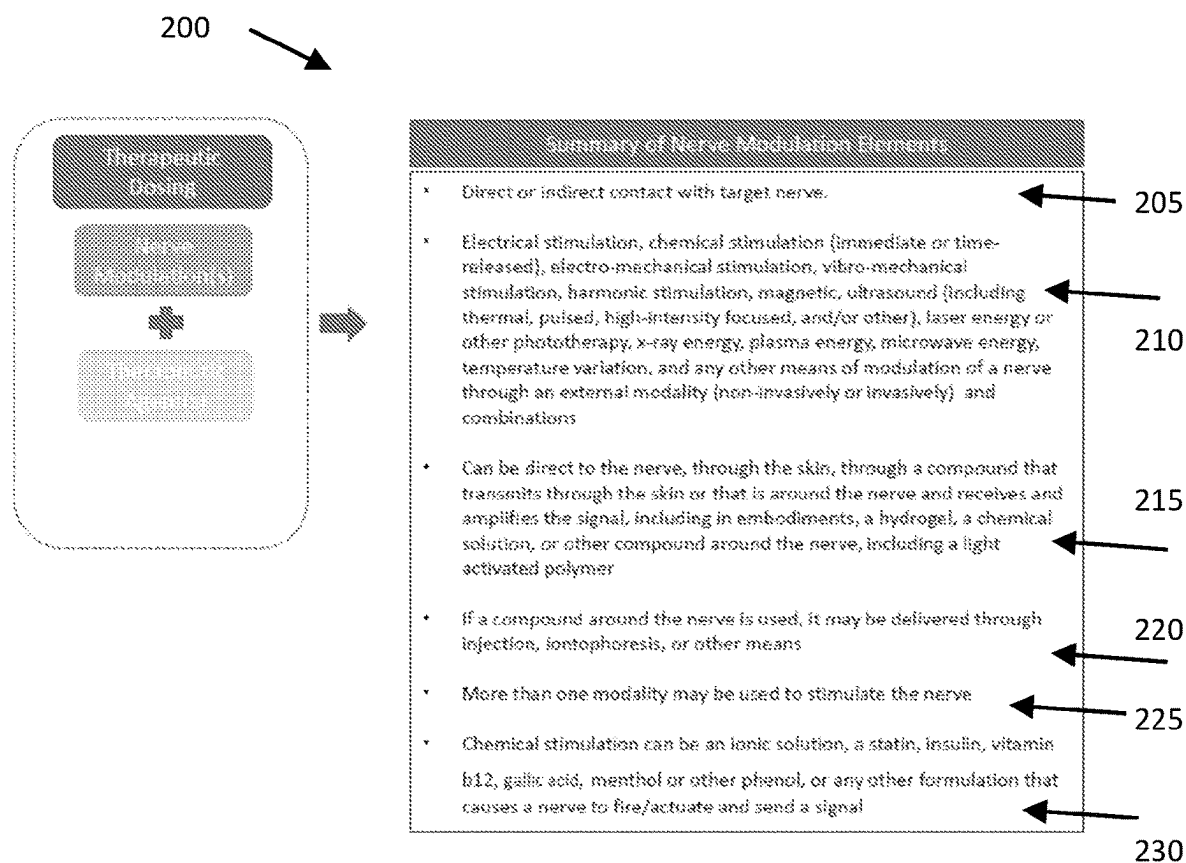 200
Therapeutic
Dosing
Nerve
Summary of Nerve Modulation Elements
Direct or indirect contact with target nerve.
205
Electrical stimulation, chemical stimulation (immediate or time-
released), electro-mechanical stimulation, vibro-mechanical
stimulation, harmonic stimulation, magnetic, ultrasound (including
thermal, pulsed, high-intensity focused, and/or other), laser energy or
other phototherapy, x-ray energy, plasma energy, microwave energy,
temperature variation, and any other means of modulation of a nerve
through an external modality (non-invasively or invasively) and
combinations
210
Can be direct to the nerve, through the skin, through a compound that
transmits through the skin or that is around the nerve and receives and
amplifies the signal, including in embodiments, a hydrogel, a chemical
solution, or other compound around the nerve, including a light
activated polymer
215
If a compound around the nerve is used, it may be delivered through
injection, iontophoresis, or other means
220
More than one modality may be used to stimulate the nerve
225
Chemical stimulation can be an ionic solution, a statin, insulin, vitamin
b12, gallic acid, menthol or other phenol, or any other formulation that
causes a nerve to fire/actuate and send a signal
230